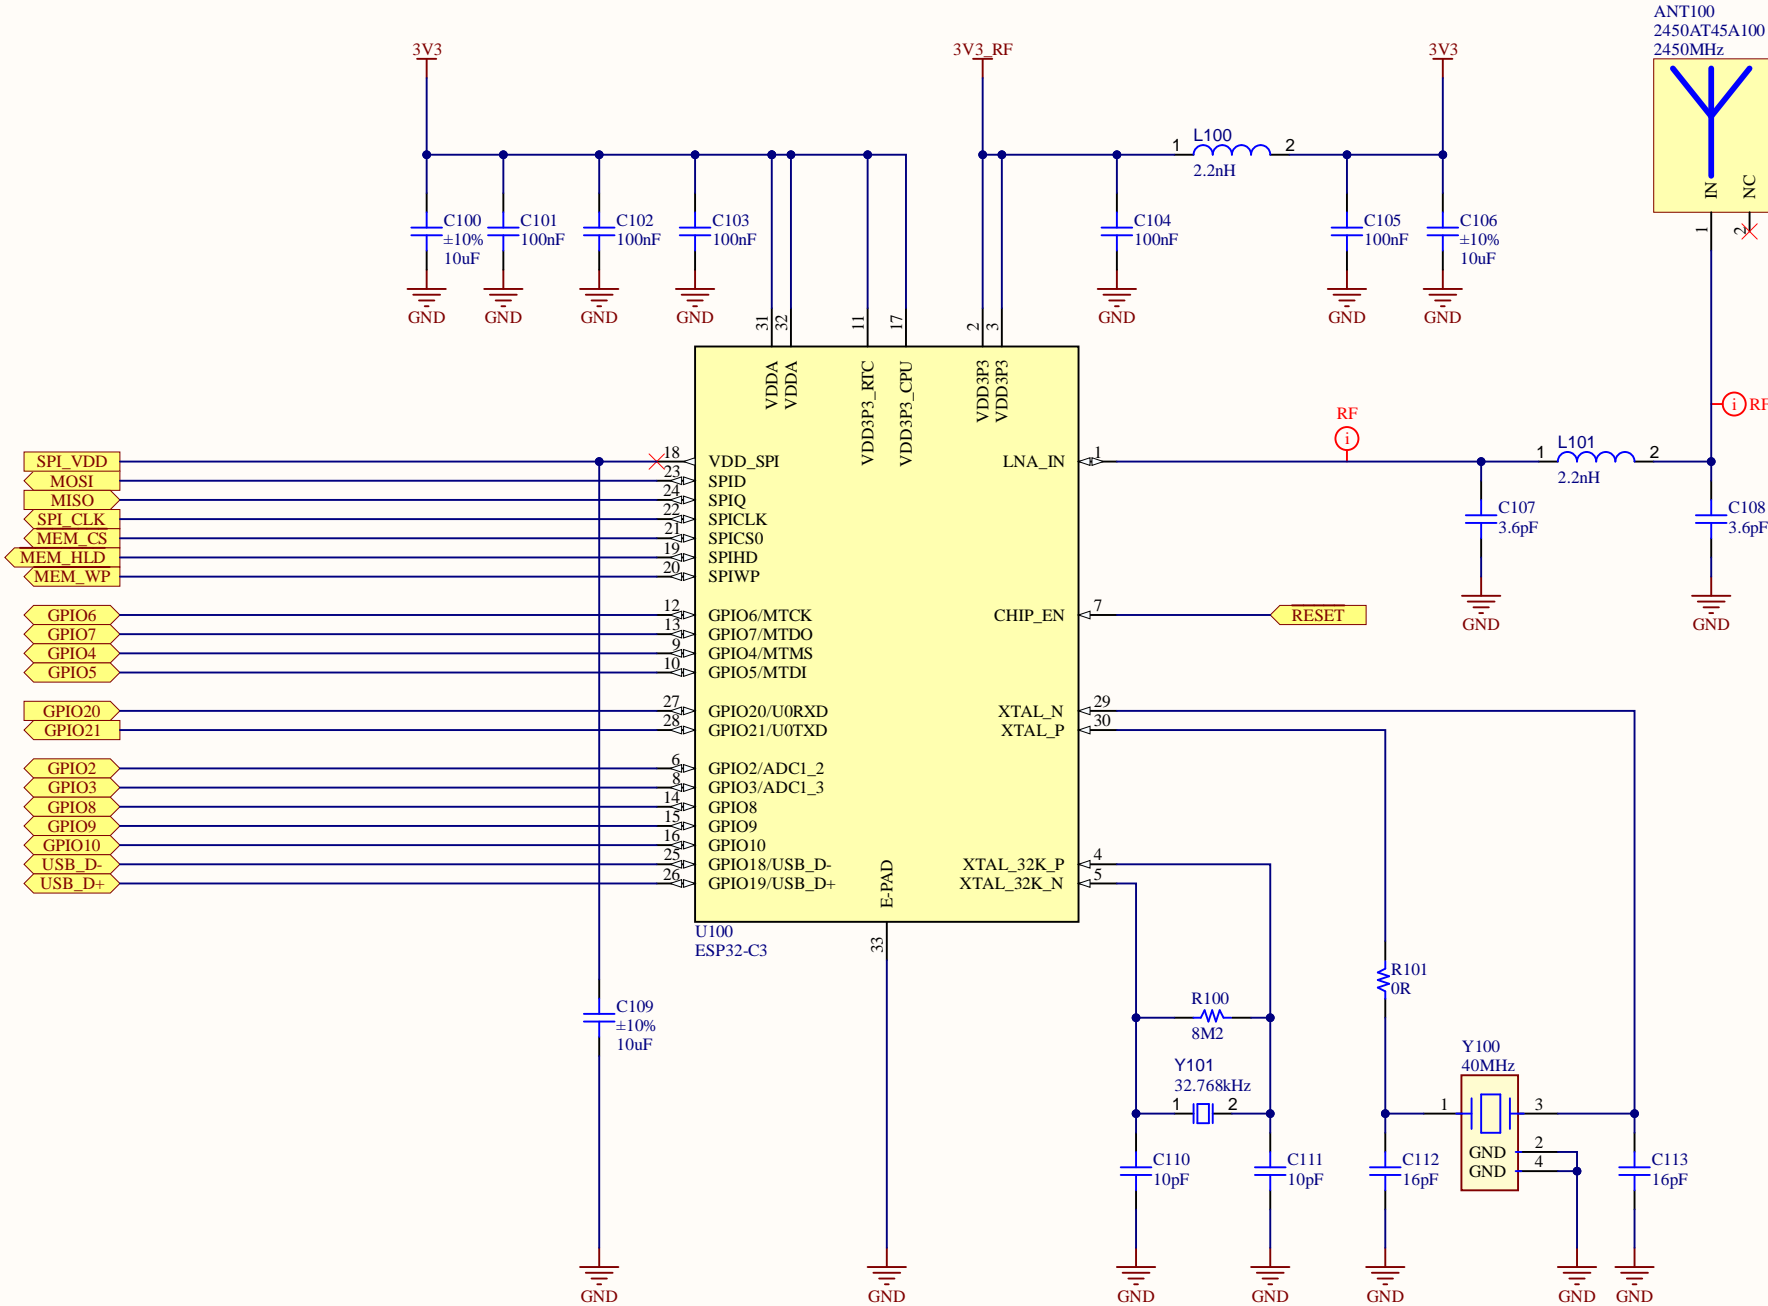 ANT100
2450AT45A100
2450MHz
IN
NC
1
2
3V3
3V3_RF
3V3
L100
1
2
2.2nH
C100
±10%
10uF
C101
100nF
C102
100nF
C103
100nF
C104
100nF
C105
100nF
C106
±10%
10uF
GND
GND
GND
GND
GND
GND
GND
31
32
11
17
2
3
VDDA
VDDA
VDD3P3_RTC
VDD3P3_CPU
VDD3P3
VDD3P3
SPI_VDD
18
VDD_SPI
MOSI
23
SPID
MISO
24
SPIQ
SPI_CLK
22
SPICLK
MEM_CS
21
SPICS0
MEM_HLD
19
SPIHD
MEM_WP
20
SPIWP
GPIO6
12
GPIO6/MTCK
GPIO7
13
GPIO7/MTDO
GPIO4
9
GPIO4/MTMS
GPIO5
10
GPIO5/MTDI
GPIO20
27
GPIO20/U0RXD
GPIO21
28
GPIO21/U0TXD
GPIO2
6
GPIO2/ADC1_2
GPIO3
8
GPIO3/ADC1_3
GPIO8
14
GPIO8
GPIO9
15
GPIO9
GPIO10
16
GPIO10
USB_D-
25
GPIO18/USB_D-
USB_D+
26
GPIO19/USB_D+
LNA_IN
1
RF
i
i
RF
L101
1
2
2.2nH
C107
3.6pF
C108
3.6pF
GND
GND
CHIP_EN
7
RESET
XTAL_N
29
XTAL_P
30
XTAL_32K_P
4
XTAL_32K_N
5
E-PAD
33
U100
ESP32-C3
C109
±10%
10uF
R100
8M2
Y101
32.768kHz
1
2
R101
0R
Y100
40MHz
1
3
GND
2
GND
4
C110
10pF
C111
10pF
C112
16pF
C113
16pF
GND
GND
GND
GND
GND
GND
GND